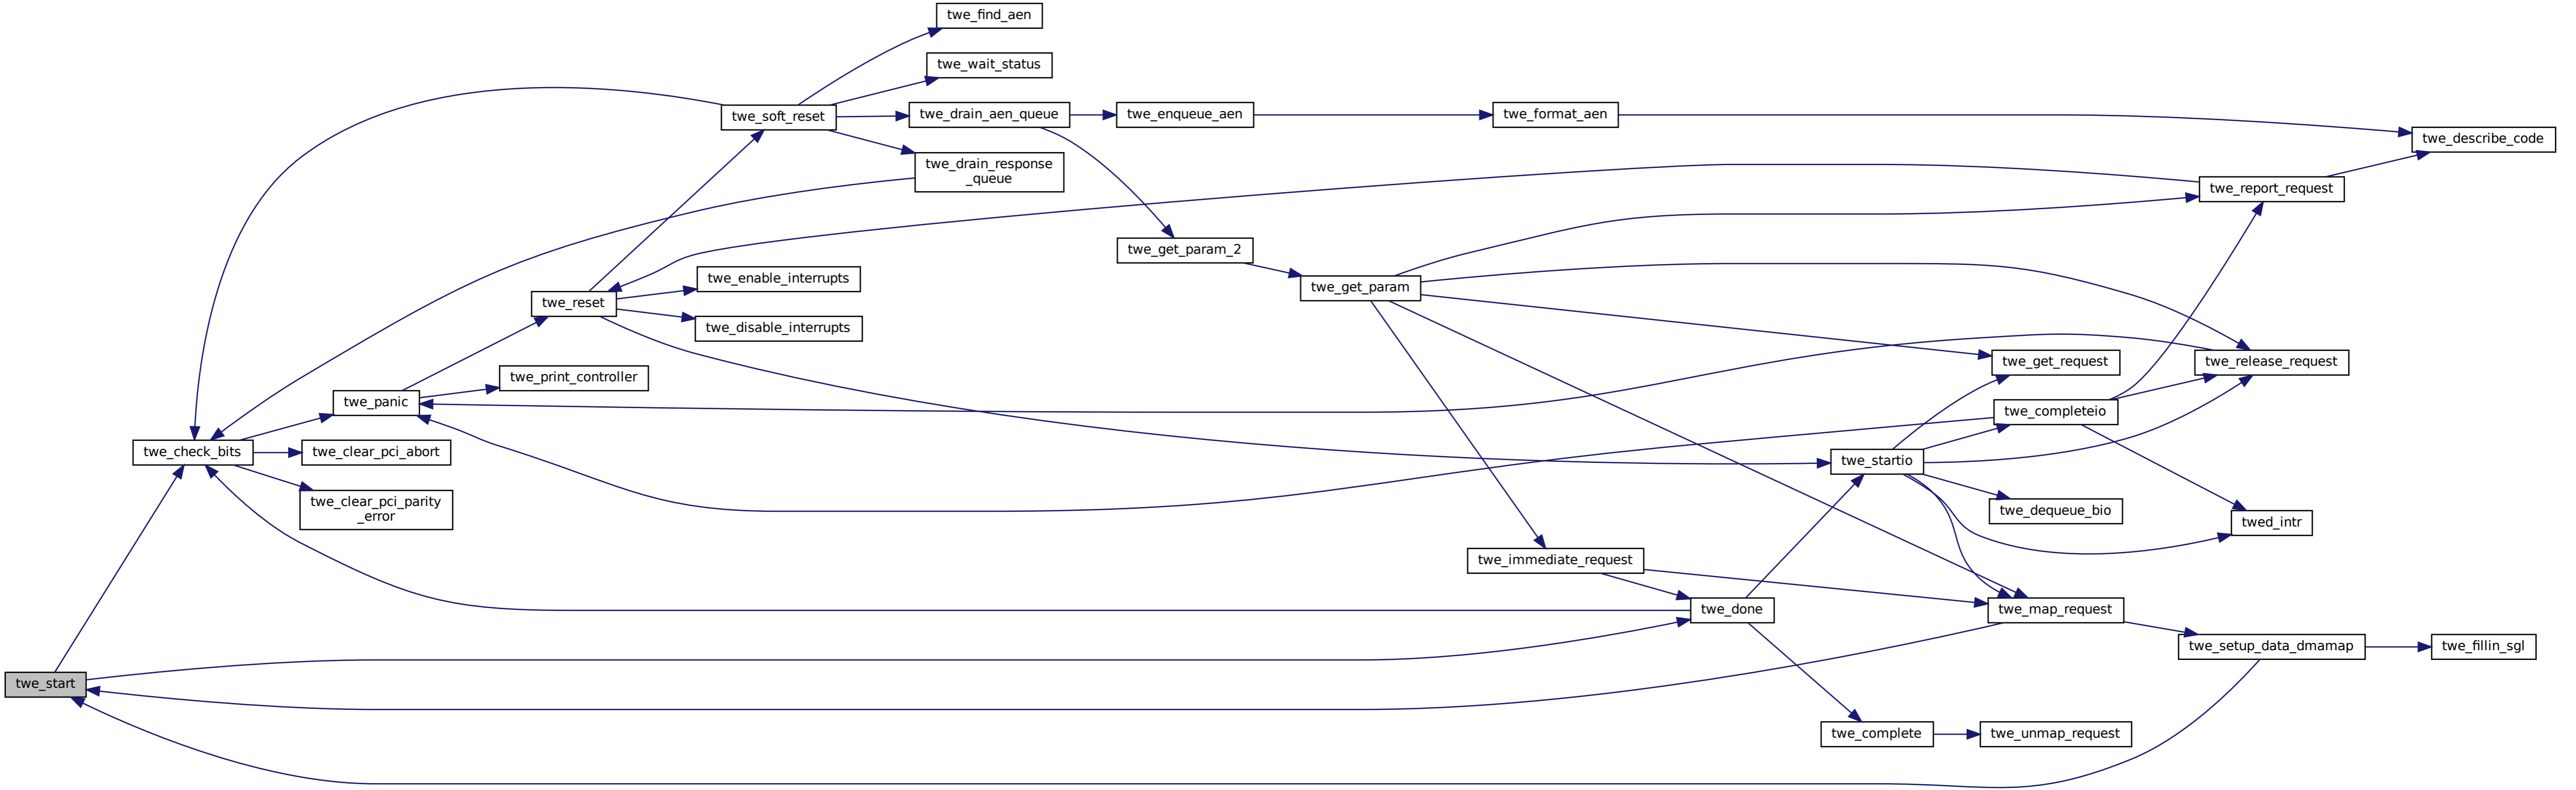 twe_find_aen
twe_wait_status
twe_soft_reset
twe_drain_aen_queue
twe_enqueue_aen
twe_format_aen
twe_describe_code
twe_drain_response
_queue
twe_report_request
twe_get_param_2
twe_enable_interrupts
twe_get_param
twe_reset
twe_disable_interrupts
twe_get_request
twe_release_request
twe_print_controller
twe_panic
twe_completeio
twe_check_bits
twe_clear_pci_abort
twe_startio
twe_clear_pci_parity
_error
twe_dequeue_bio
twed_intr
twe_immediate_request
twe_done
twe_map_request
twe_setup_data_dmamap
twe_fillin_sgl
twe_start
twe_complete
twe_unmap_request